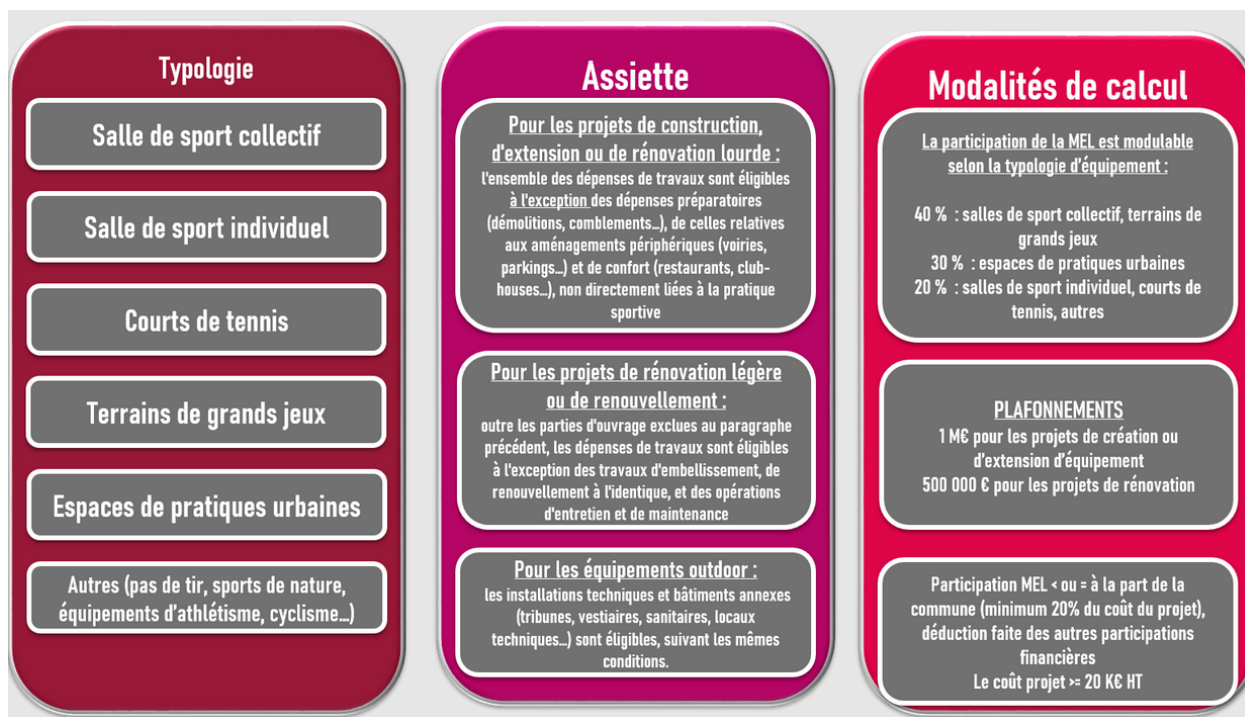 Typologie
Salle de sport collectif
Salle de sport individuel
Courts de tennis
Terrains de grands jeux
Espaces de pratiques urbaines
Autres (pas de tir, sports de nature,
équipements d'athlétisme, cyclisme...)
Assiette
Pour les projets de construction,
d'extension ou de rénovation lourde :
l'ensemble des dépenses de travaux sont éligibles
à l'exception des dépenses préparatoires
(démolitions, comblements...), de celles relatives
aux aménagements périphériques (voiries,
parkings...) et de confort (restaurants, club-
houses...), non directement liées à la pratique
sportive
Pour les projets de rénovation légère
ou de renouvellement :
outre les parties d'ouvrage exclues au paragraphe
précédent, les dépenses de travaux sont éligibles
à l'exception des travaux d'embellissement, de
renouvellement à l'identique, et des opérations
d'entretien et de maintenance
Pour les équipements outdoor :
les installations techniques et bâtiments annexes
(tribunes, vestiaires, sanitaires, locaux
techniques...) sont éligibles, suivant les mêmes
conditions.
Modalités de calcul
La participation de la MEL est modulable
selon la typologie d'équipement :
40 % : salles de sport collectif, terrains de
grands jeux
30 % : espaces de pratiques urbaines
20 % : salles de sport individuel, courts de
tennis, autres
PLAFONNEMENTS
1 M€ pour les projets de création ou
d'extension d'équipement
500 000 € pour les projets de rénovation
Participation MEL < ou = à la part de la
commune (minimum 20% du coût du projet),
déduction faite des autres participations
financières
Le coût projet >= 20 K€ HT